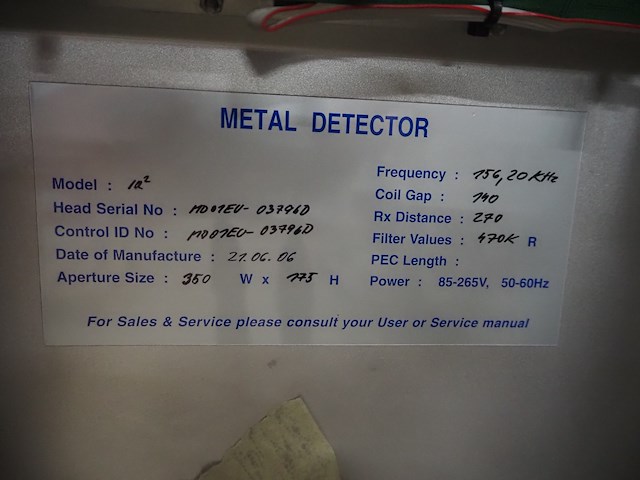 METAL DETECTOR
Model : IQ²
Head Serial No : MD01EU-03796D
Control ID No : MD01EU-03796D
Date of Manufacture : 21.06.06
Aperture Size : 350 W x 175 H
Frequency : 156,20 KHz
Coil Gap : 140
Rx Distance : 270
Filter Values : 470K R
PEC Length :
Power : 85-265V, 50-60Hz
For Sales & Service please consult your User or Service manual